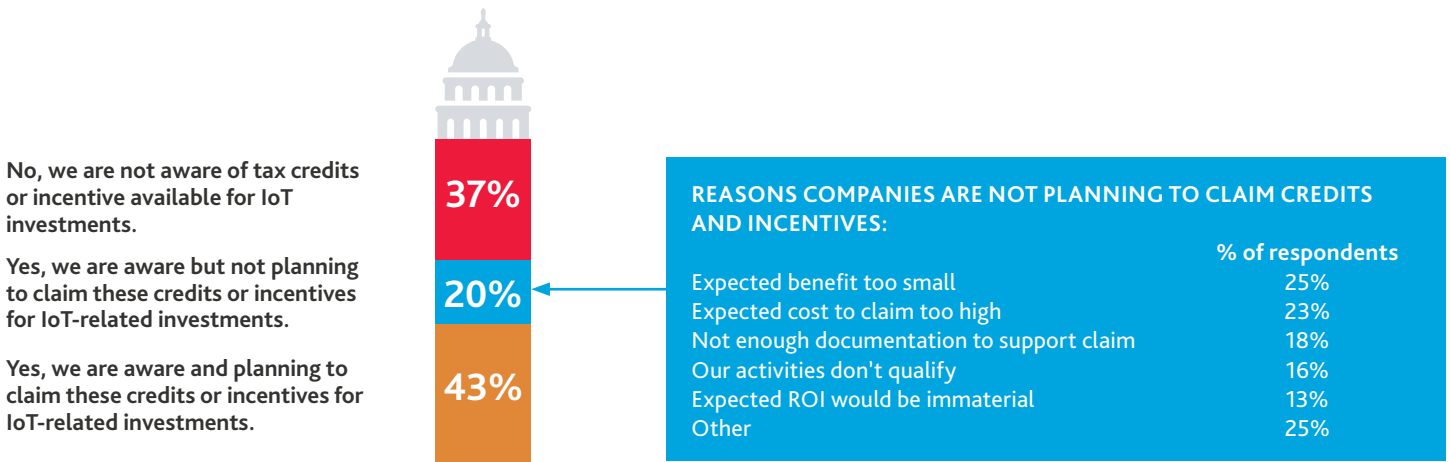 No, we are not aware of tax credits
or incentive available for IoT
investments.
37%
Yes, we are aware but not planning
to claim these credits or incentives
for IoT-related investments.
20%
Yes, we are aware and planning to
claim these credits or incentives for
IoT-related investments.
43%
REASONS COMPANIES ARE NOT PLANNING TO CLAIM CREDITS
AND INCENTIVES:
% of respondents
Expected benefit too small 25%
Expected cost to claim too high 23%
Not enough documentation to support claim 18%
Our activities don't qualify 16%
Expected ROI would be immaterial 13%
Other 25%